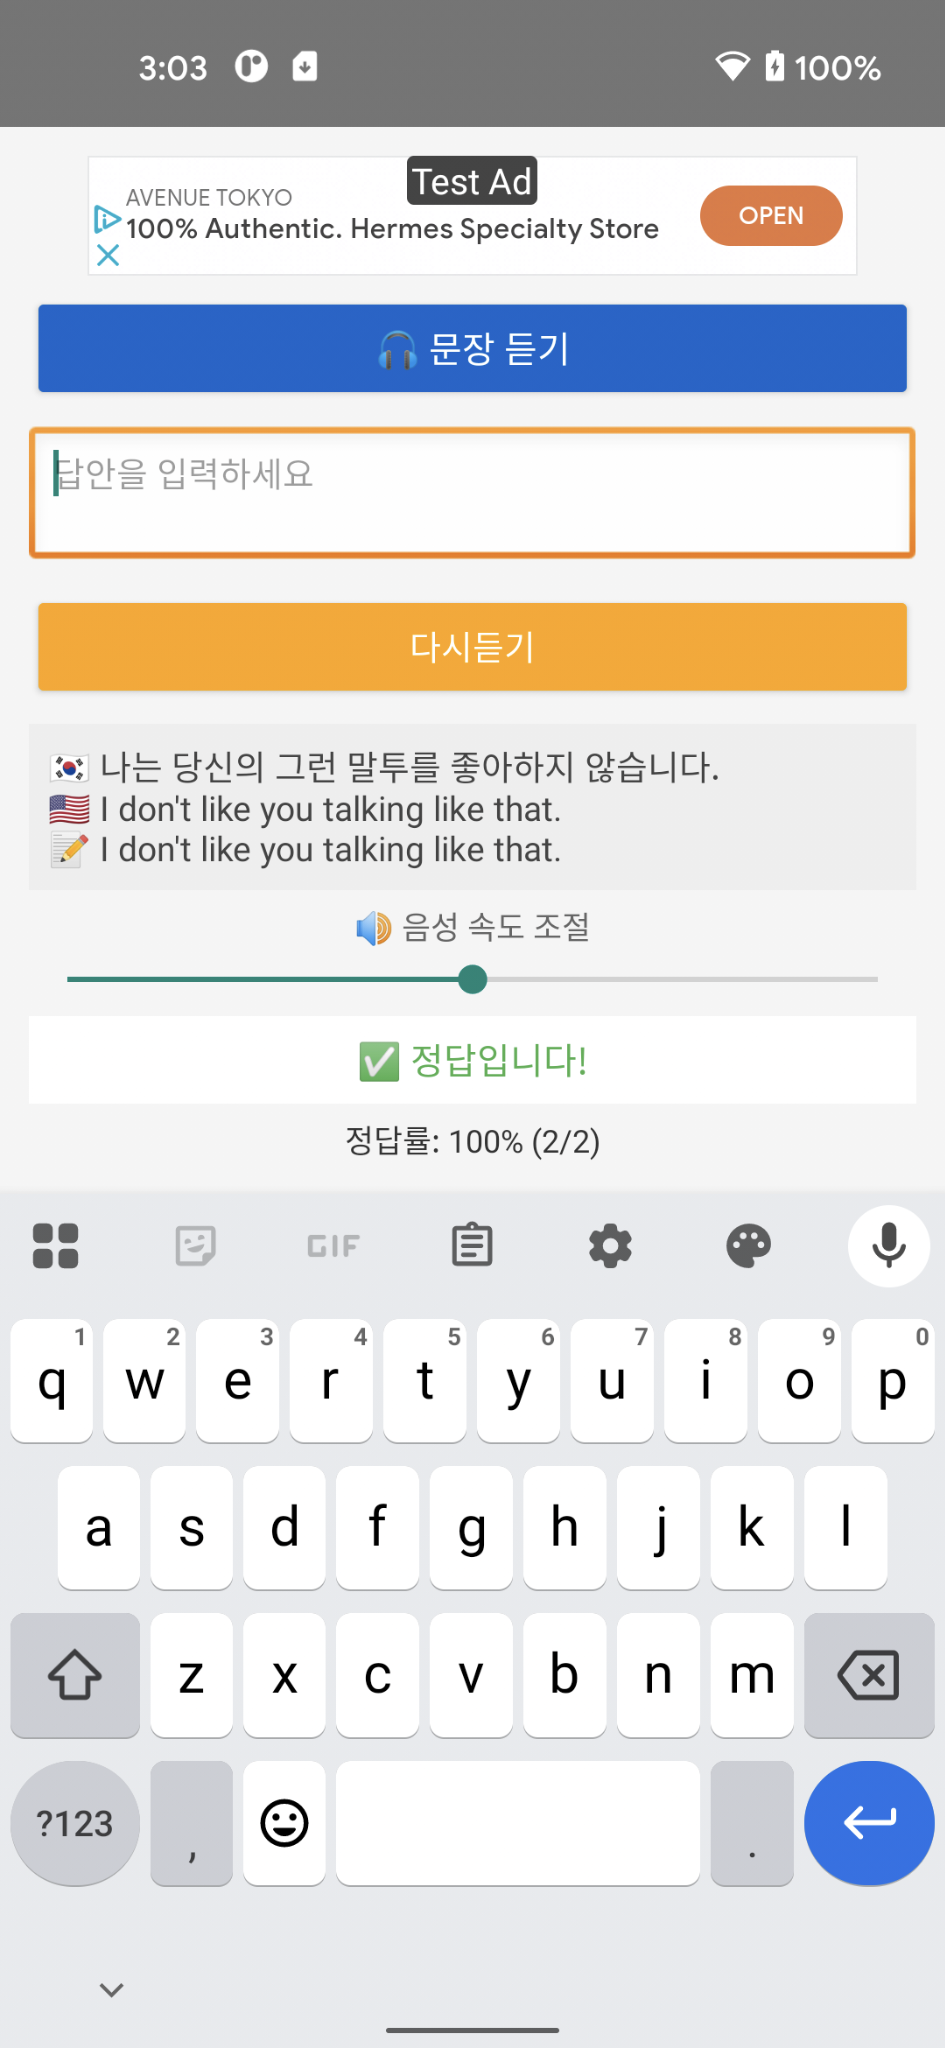 3:03 100%
Test Ad
AVENUE TOKYO
100% Authentic. Hermes Specialty Store
OPEN
🎧 문장 듣기
답안을 입력하세요
다시듣기
🇰🇷 나는 당신의 그런 말투를 좋아하지 않습니다.
🇺🇸 I don't like you talking like that.
📝 I don't like you talking like that.
🔊 음성 속도 조절
✅ 정답입니다!
정답률: 100% (2/2)
GIF
1 2 3 4 5 6 7 8 9 0
q w e r t y u i o p
a s d f g h j k l
z x c v b n m
?123 , .